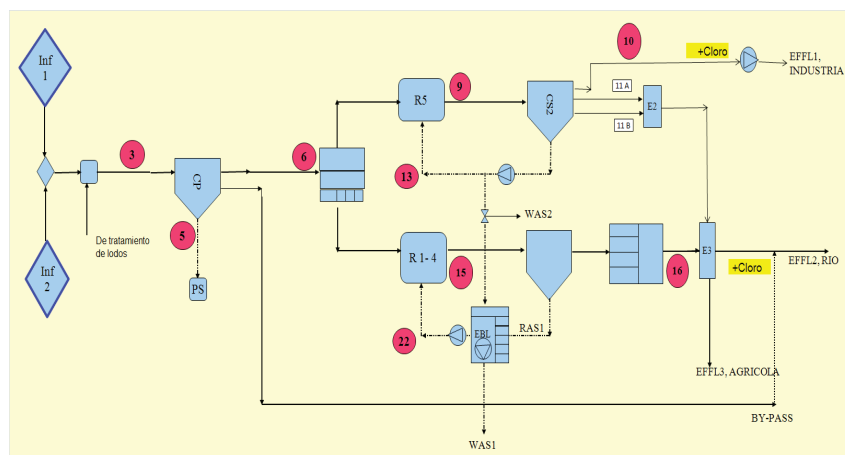 Inf
1
10
+Cloro
EFFL1,
INDUSTRIA
R5
9
CS2
11 A
E2
11 B
3
6
CP
13
De tratamiento
de lodos
5
WAS2
Inf
2
PS
R 1- 4
15
16
E3
+Cloro
EFFL2, RIO
22
EBL
RAS1
EFFL3, AGRICOLA
BY-PASS
WAS1